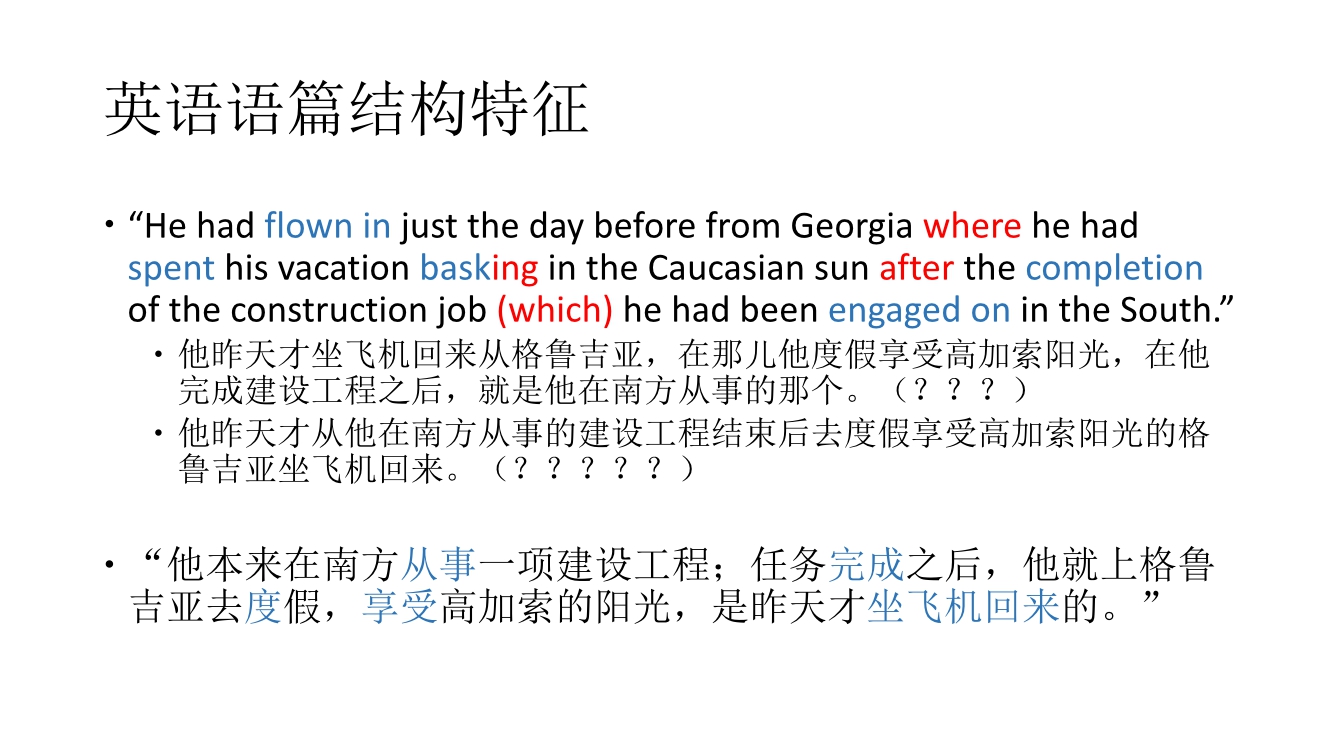 英语语篇结构特征
• “He had flown in just the day before from Georgia where he had
spent his vacation basking in the Caucasian sun after the completion
of the construction job (which) he had been engaged on in the South.”
• 他昨天才坐飞机回来从格鲁吉亚，在那儿他度假享受高加索阳光，在他
完成建设工程之后，就是他在南方从事的那个。（？？？）
• 他昨天才从他在南方从事的建设工程结束后去度假享受高加索阳光的格
鲁吉亚坐飞机回来。（？？？？？）
• “他本来在南方从事一项建设工程；任务完成之后，他就上格鲁
吉亚去度假，享受高加索的阳光，是昨天才坐飞机回来的。”